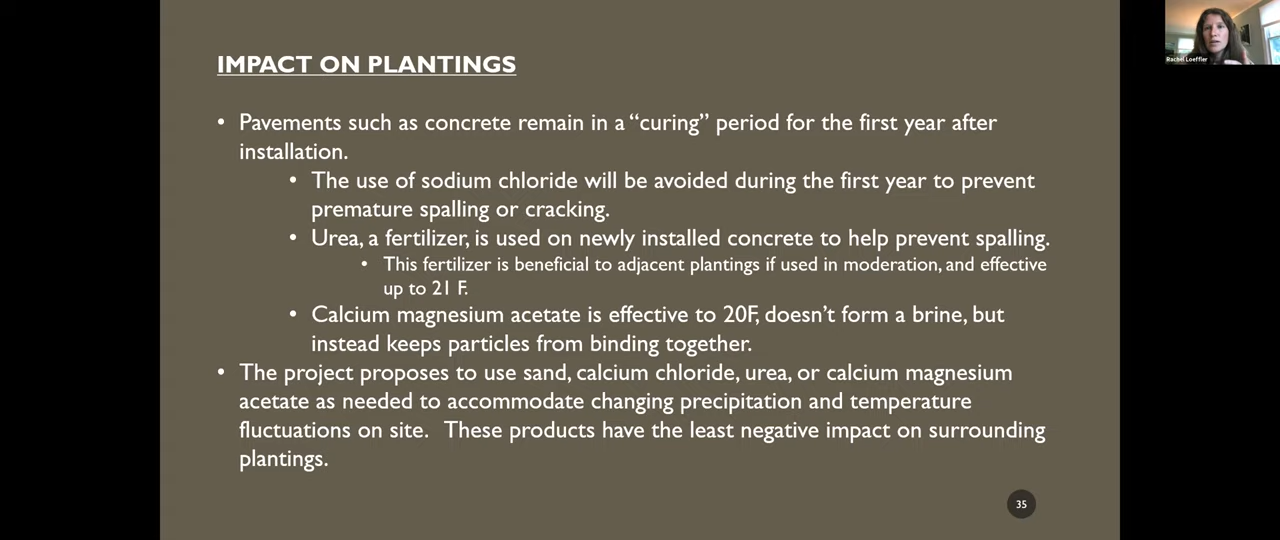 IMPACT ON PLANTINGS
Rachel Loeffler
• Pavements such as concrete remain in a “curing” period for the first year after
installation.
• The use of sodium chloride will be avoided during the first year to prevent
premature spalling or cracking.
• Urea, a fertilizer, is used on newly installed concrete to help prevent spalling.
• This fertilizer is beneficial to adjacent plantings if used in moderation, and effective
up to 21 F.
• Calcium magnesium acetate is effective to 20F, doesn’t form a brine, but
instead keeps particles from binding together.
• The project proposes to use sand, calcium chloride, urea, or calcium magnesium
acetate as needed to accommodate changing precipitation and temperature
fluctuations on site. These products have the least negative impact on surrounding
plantings.
35